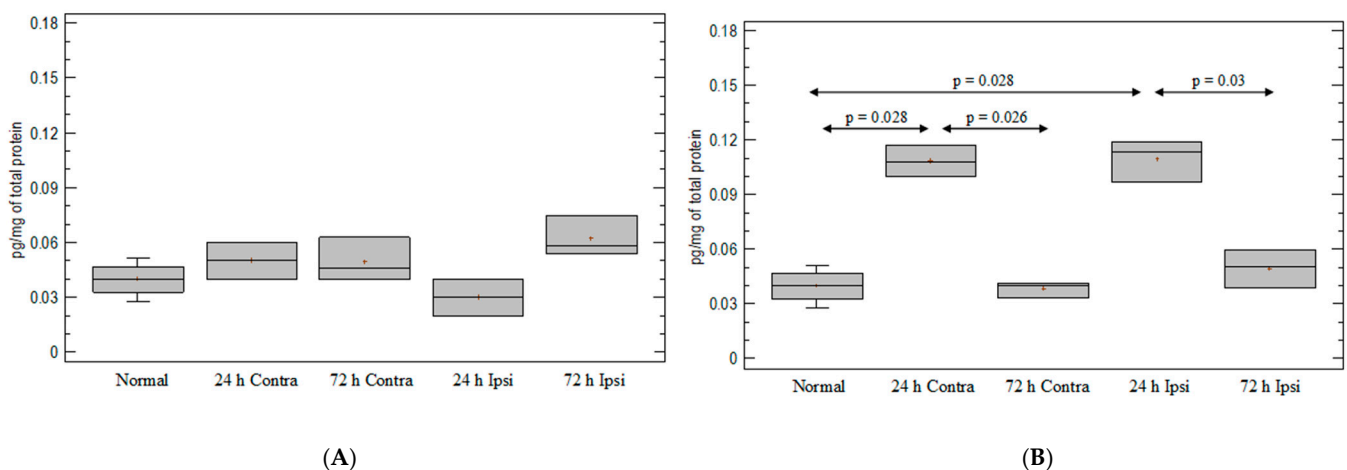 0.18
0.15
0.12
0.09
0.06
0.03
0
pg/mg of total protein
Normal
24 h Contra
72 h Contra
24 h Ipsi
72 h Ipsi
(A)
0.18
0.15
0.12
0.09
0.06
0.03
0
pg/mg of total protein
p = 0.028
p = 0.03
p = 0.028
p = 0.026
Normal
24 h Contra
72 h Contra
24 h Ipsi
72 h Ipsi
(B)